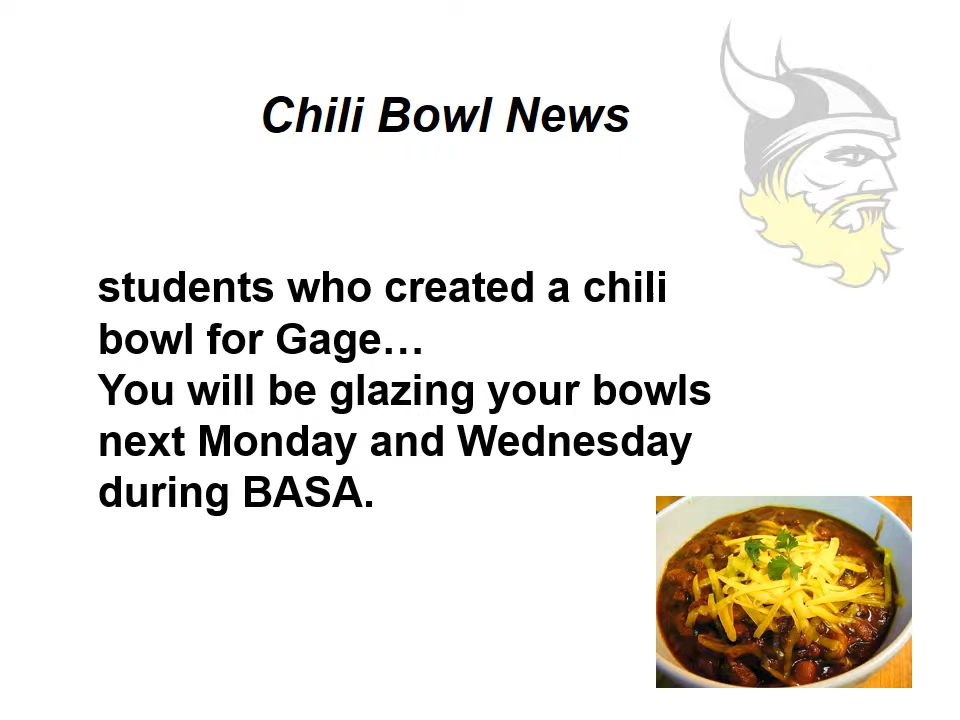 Chili Bowl News
students who created a chili
bowl for Gage…
You will be glazing your bowls
next Monday and Wednesday
during BASA.